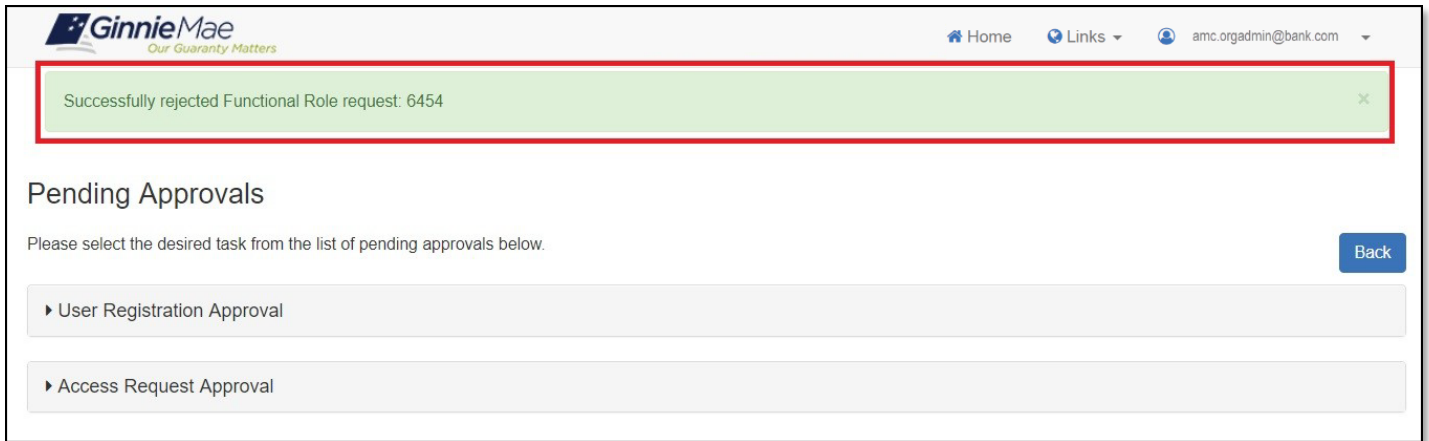 GinnieMae
Our Guaranty Matters
Home Links amc.orgadmin@bank.com
Successfully rejected Functional Role request: 6454 ×
Pending Approvals
Please select the desired task from the list of pending approvals below.
Back
User Registration Approval
Access Request Approval